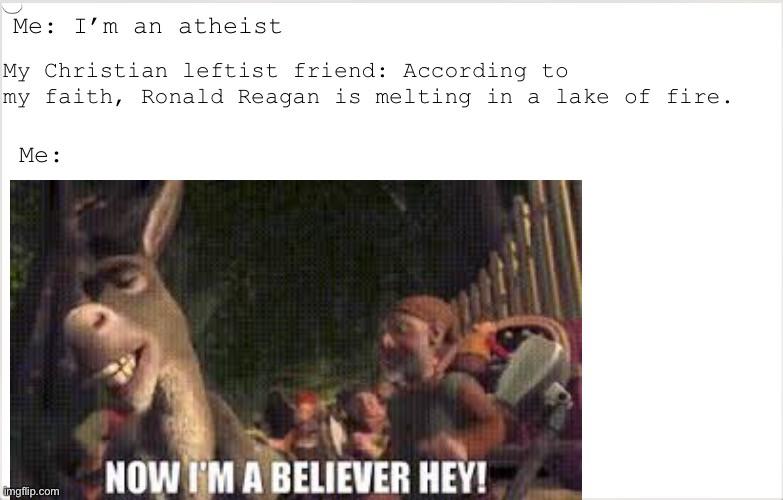 Me: I’m an atheist
My Christian leftist friend: According to
my faith, Ronald Reagan is melting in a lake of fire.
Me:
NOW I'M A BELIEVER HEY!
imgflip.com